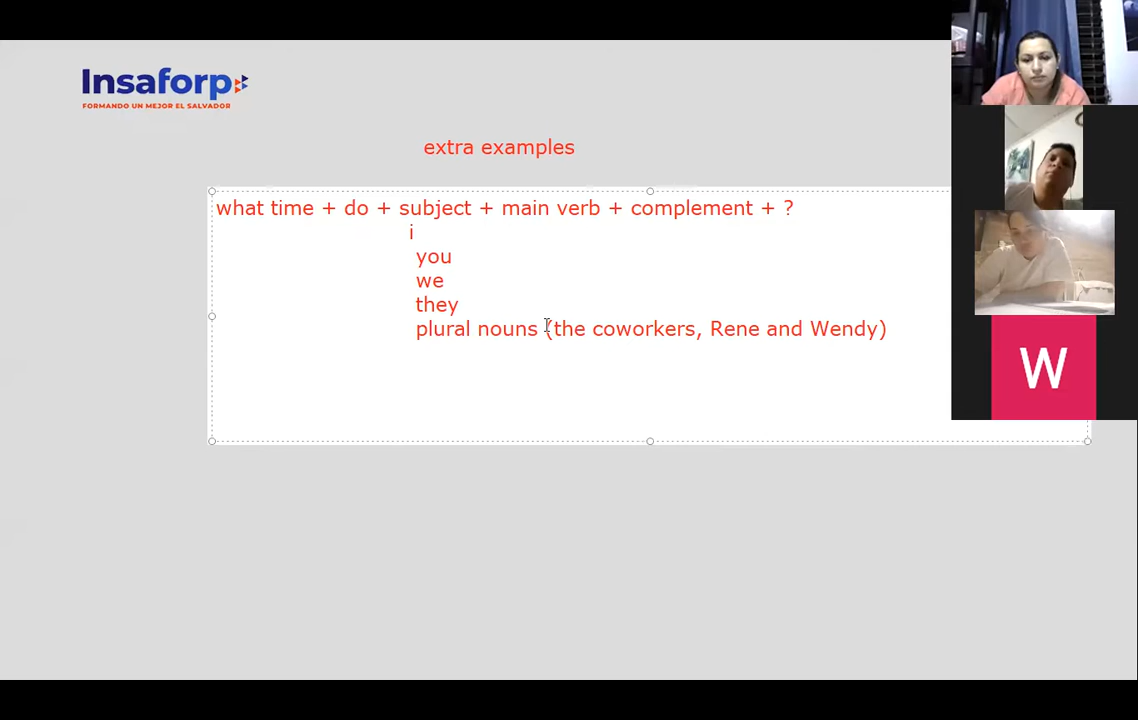 Insaforp
FORMANDO UN MEJOR EL SALVADOR
extra examples
what time + do + subject + main verb + complement + ?
i
you
we
they
plural nouns (the coworkers, Rene and Wendy)
W